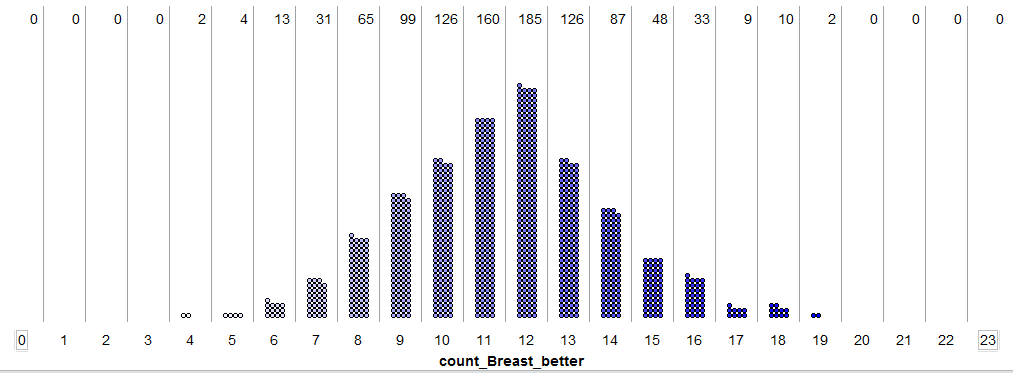 0 0 0 0 2 4 13 31 65 99 126 160 185 126 87 48 33 9 10 2 0 0 0 0
0 1 2 3 4 5 6 7 8 9 10 11 12 13 14 15 16 17 18 19 20 21 22 23
count_Breast_better